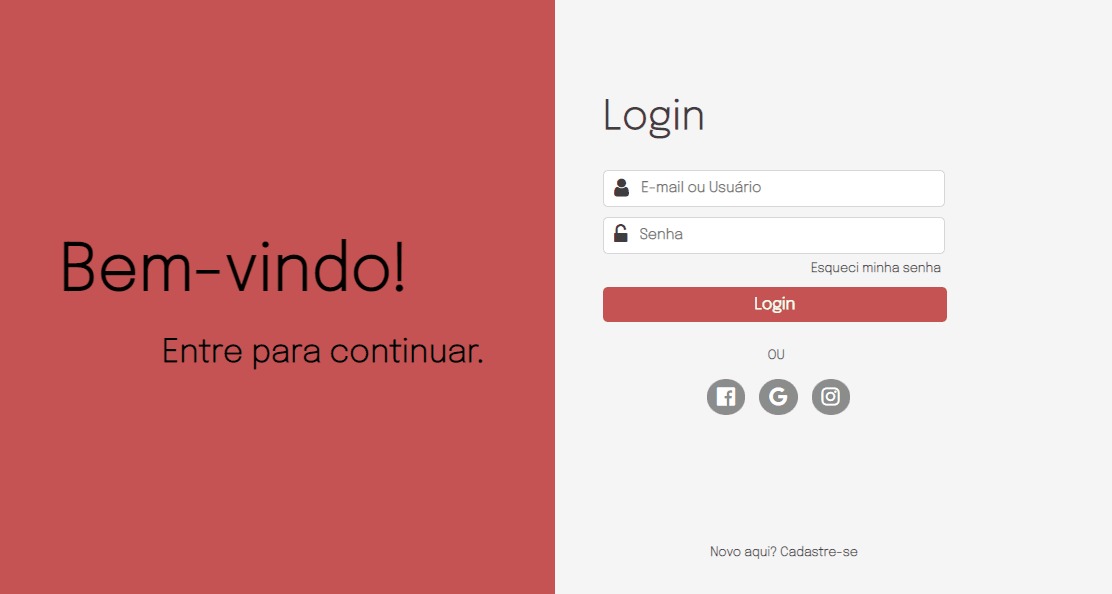 Bem-vindo!
Entre para continuar.
Login
E-mail ou Usuário
Senha
Esqueci minha senha
Login
OU
Novo aqui? Cadastre-se